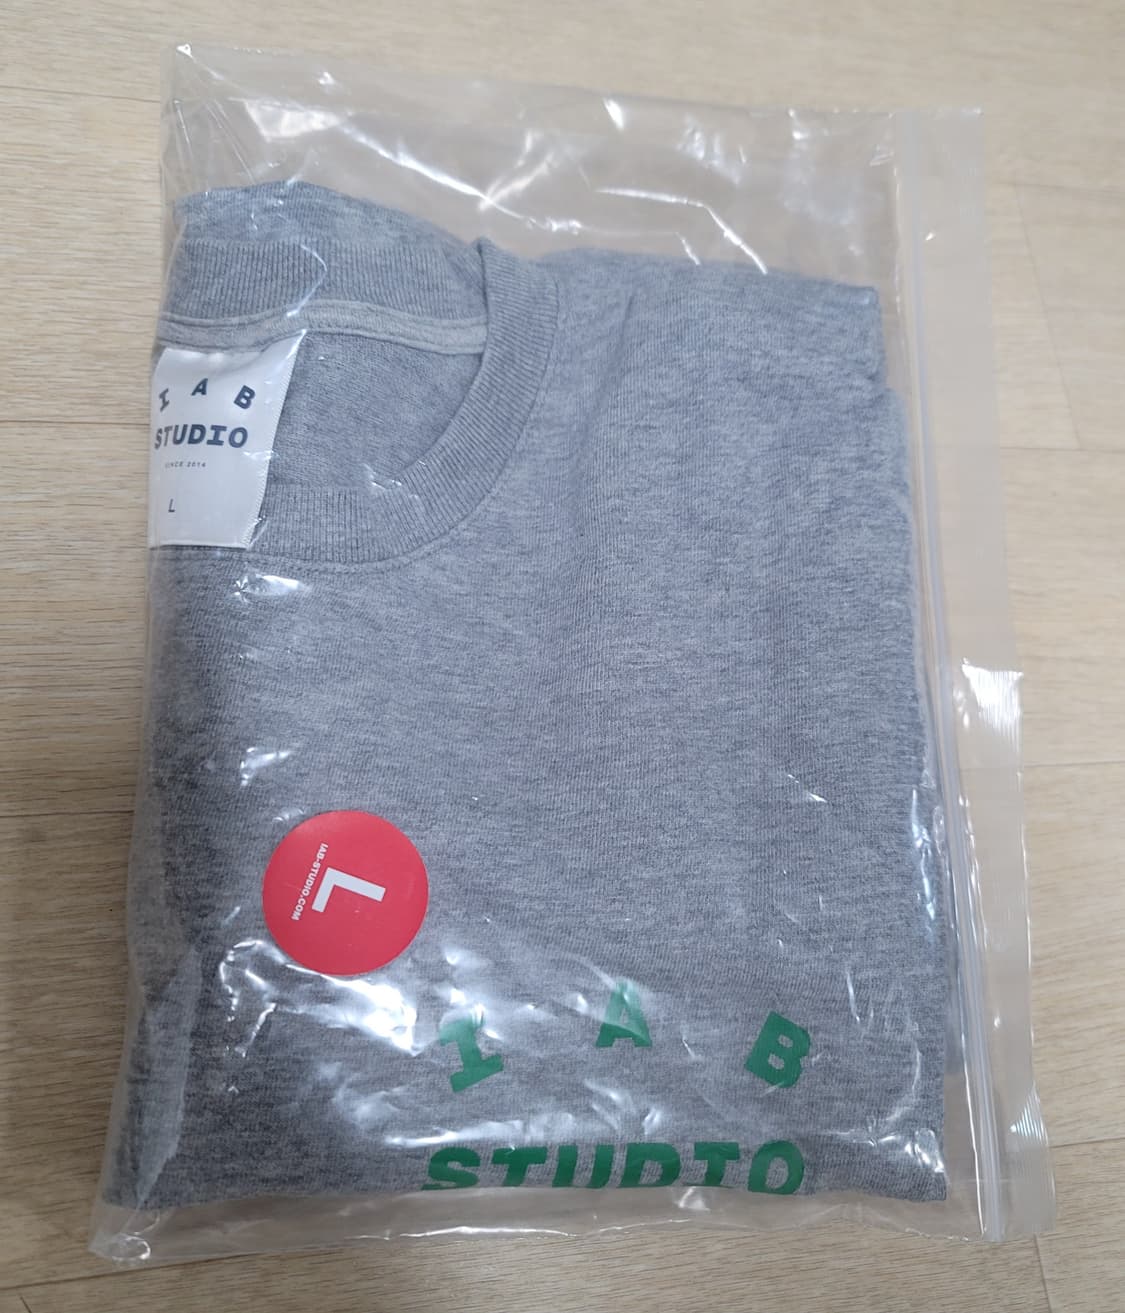 I A B
STUDIO
SINCE 2014
L
L
IAB-STUDIO.COM
I A B
STUDIO